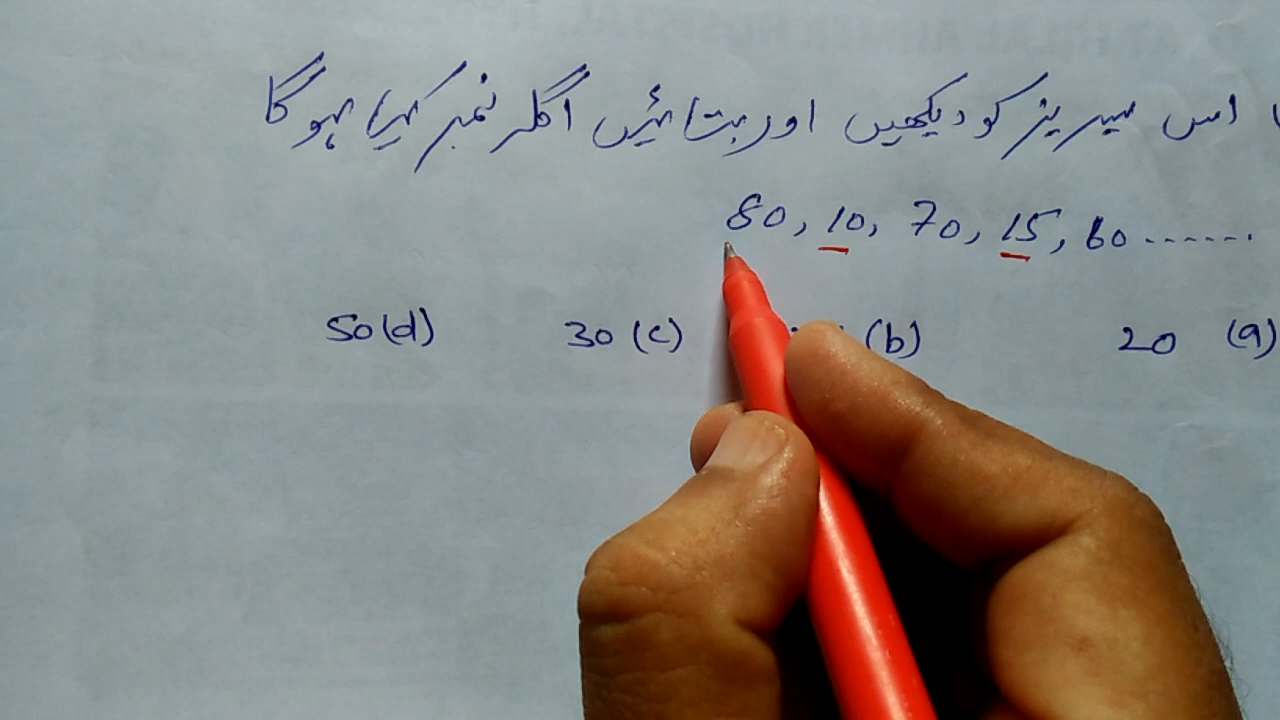 اس سیریز کو دیکھیں اور بتائیں اگلا نمبر کیا ہوگا
80, 10, 70, 15, 60.......
(a) 20 (b) (c) 30 (d) 50